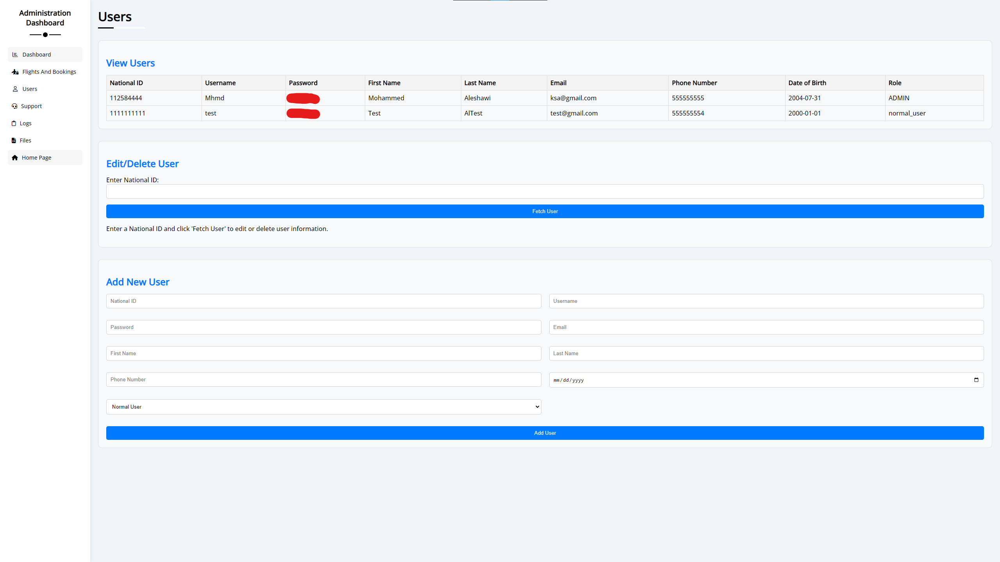 Administration
Dashboard
Dashboard
Flights And Bookings
Users
Support
Logs
Files
Home Page
Users
View Users
National ID Username Password First Name Last Name Email Phone Number Date of Birth Role
112584444 Mhmd Mohammed Aleshawi ksa@gmail.com 555555555 2004-07-31 ADMIN
1111111111 test Test AlTest test@gmail.com 555555554 2000-01-01 normal_user
Edit/Delete User
Enter National ID:
Fetch User
Enter a National ID and click 'Fetch User' to edit or delete user information.
Add New User
National ID Username
Password Email
First Name Last Name
Phone Number mm/dd/yyyy
Normal User
Add User